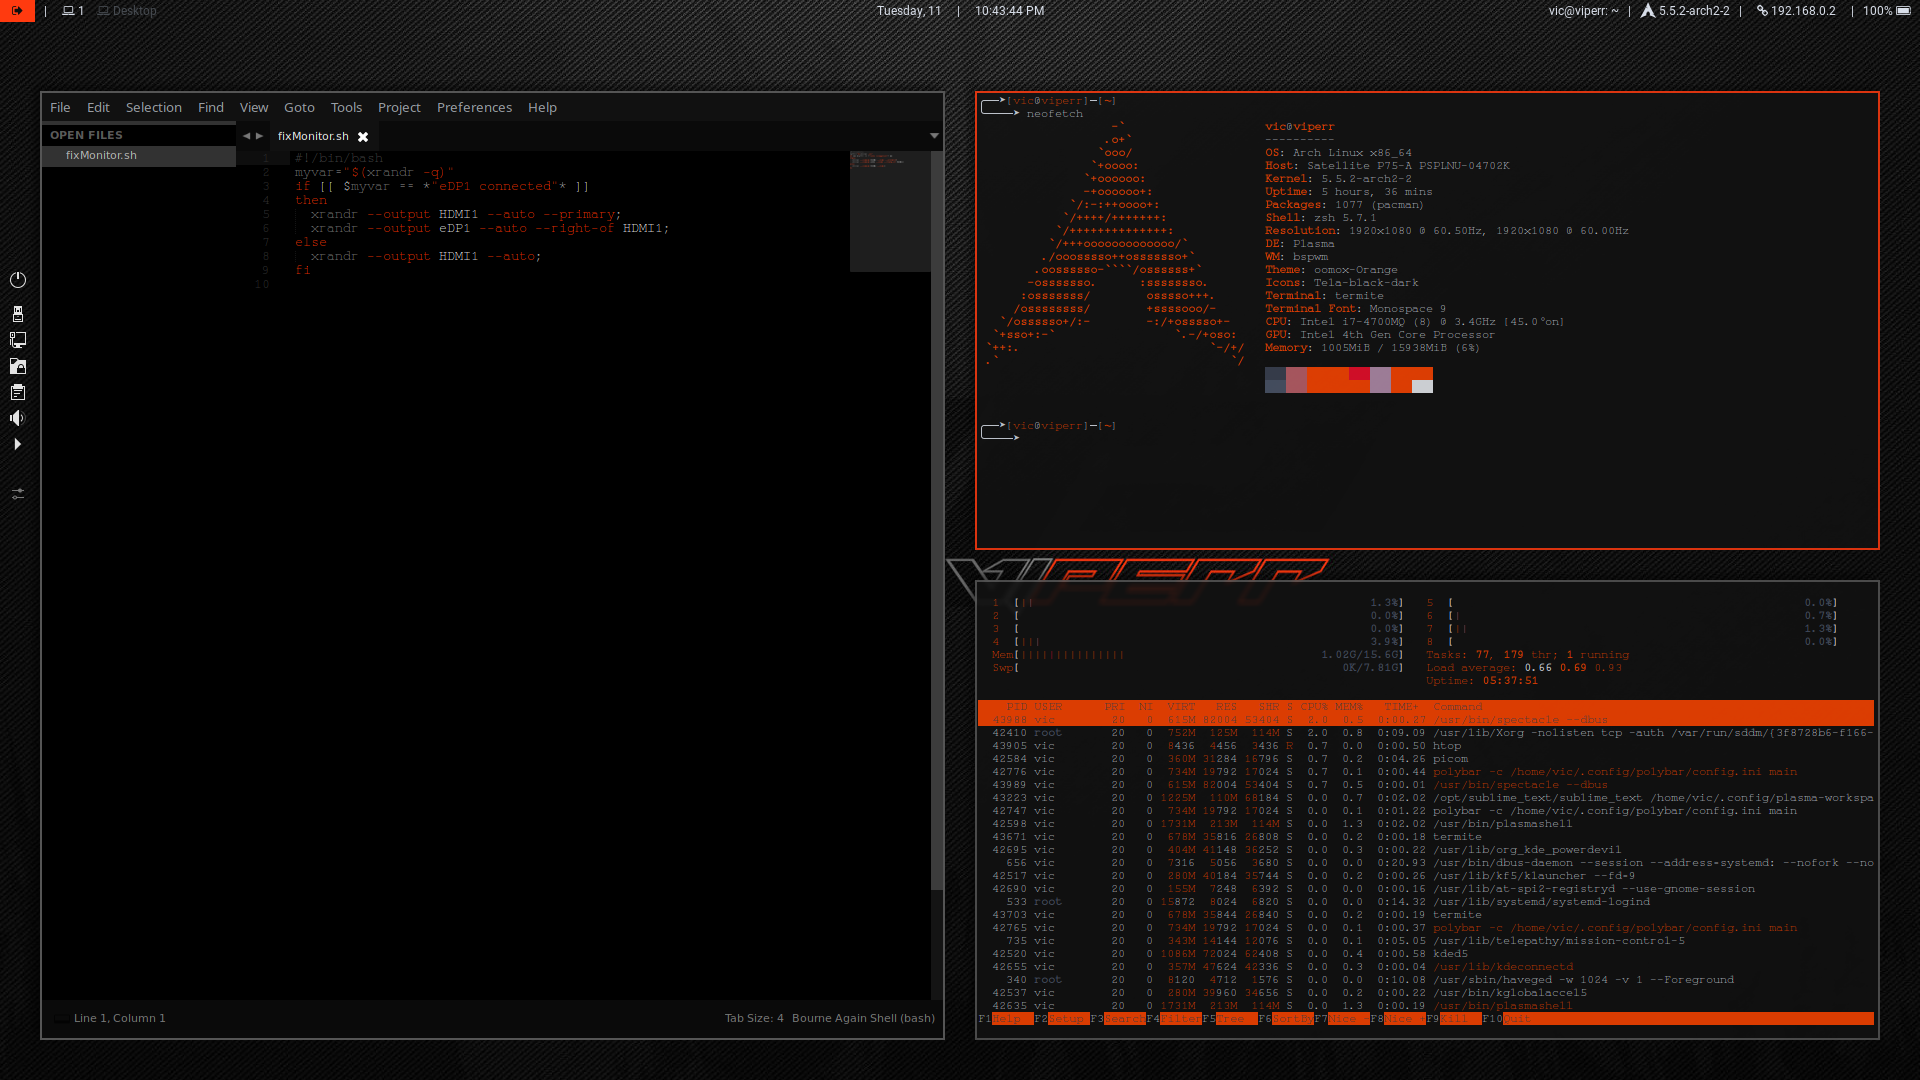 | 1 Desktop Tuesday, 11 | 10:43:44 PM vic@viperr: ~ | 5.5.2-arch2-2 | 192.168.0.2 | 100%
File Edit Selection Find View Goto Tools Project Preferences Help
OPEN FILES
fixMonitor.sh
fixMonitor.sh
1 #!/bin/bash
2 myvar="$(xrandr -q)"
3 if [[ $myvar == *"eDP1 connected"* ]]
4 then
5 xrandr --output HDMI1 --auto --primary;
6 xrandr --output eDP1 --auto --right-of HDMI1;
7 else
8 xrandr --output HDMI1 --auto;
9 fi
10
Line 1, Column 1 Tab Size: 4 Bourne Again Shell (bash)
[vic@viperr]-[~]
neofetch
vic@viperr
----------
OS: Arch Linux x86_64
Host: Satellite P75-A PSPLNU-04702K
Kernel: 5.5.2-arch2-2
Uptime: 5 hours, 36 mins
Packages: 1077 (pacman)
Shell: zsh 5.7.1
Resolution: 1920x1080 @ 60.50Hz, 1920x1080 @ 60.00Hz
DE: Plasma
WM: bspwm
Theme: oomox-Orange
Icons: Tela-black-dark
Terminal: termite
Terminal Font: Monospace 9
CPU: Intel i7-4700MQ (8) @ 3.4GHz [45.0°on]
GPU: Intel 4th Gen Core Processor
Memory: 1005MiB / 15938MiB (6%)
[vic@viperr]-[~]
VIPERR
1 [|| 1.3%] 5 [ 0.0%]
2 [ 0.0%] 6 [| 0.7%]
3 [ 0.0%] 7 [|| 1.3%]
4 [||| 3.9%] 8 [ 0.0%]
Mem[||||||||||||||| 1.02G/15.6G] Tasks: 77, 179 thr; 1 running
Swp[ 0K/7.81G] Load average: 0.66 0.69 0.93
Uptime: 05:37:51
PID USER PRI NI VIRT RES SHR S CPU% MEM% TIME+ Command
43988 vic 20 0 615M 82004 53404 S 2.0 0.5 0:00.27 /usr/bin/spectacle --dbus
42410 root 20 0 752M 125M 114M S 2.0 0.8 0:09.09 /usr/lib/Xorg -nolisten tcp -auth /var/run/sddm/{3f8728b6-f166-
43905 vic 20 0 8436 4456 3436 R 0.7 0.0 0:00.50 htop
42584 vic 20 0 360M 31284 16796 S 0.7 0.2 0:04.26 picom
42776 vic 20 0 734M 19792 17024 S 0.7 0.1 0:00.44 polybar -c /home/vic/.config/polybar/config.ini main
43989 vic 20 0 615M 82004 53404 S 0.7 0.5 0:00.01 /usr/bin/spectacle --dbus
43223 vic 20 0 1225M 110M 68184 S 0.0 0.7 0:02.02 /opt/sublime_text/sublime_text /home/vic/.config/plasma-workspa
42747 vic 20 0 734M 19792 17024 S 0.0 0.1 0:01.22 polybar -c /home/vic/.config/polybar/config.ini main
42598 vic 20 0 1731M 213M 114M S 0.0 1.3 0:02.02 /usr/bin/plasmashell
43671 vic 20 0 678M 35816 26808 S 0.0 0.2 0:00.18 termite
42695 vic 20 0 404M 41148 36252 S 0.0 0.3 0:00.22 /usr/lib/org_kde_powerdevil
656 vic 20 0 7316 5056 3680 S 0.0 0.0 0:20.93 /usr/bin/dbus-daemon --session --address=systemd: --nofork --no
42517 vic 20 0 280M 40184 35744 S 0.0 0.2 0:00.26 /usr/lib/kf5/klauncher --fd=9
42690 vic 20 0 155M 7248 6392 S 0.0 0.0 0:00.16 /usr/lib/at-spi2-registryd --use-gnome-session
533 root 20 0 15872 8024 6820 S 0.0 0.0 0:14.32 /usr/lib/systemd/systemd-logind
43703 vic 20 0 678M 35844 26840 S 0.0 0.2 0:00.19 termite
42765 vic 20 0 734M 19792 17024 S 0.0 0.1 0:00.37 polybar -c /home/vic/.config/polybar/config.ini main
735 vic 20 0 343M 14144 12076 S 0.0 0.1 0:05.05 /usr/lib/telepathy/mission-control-5
42520 vic 20 0 1086M 72024 62408 S 0.0 0.4 0:00.58 kded5
42655 vic 20 0 357M 47624 42336 S 0.0 0.3 0:00.04 /usr/lib/kdeconnectd
340 root 20 0 8120 4712 1576 S 0.0 0.0 0:10.08 /usr/sbin/haveged -w 1024 -v 1 --Foreground
42537 vic 20 0 280M 39960 34656 S 0.0 0.2 0:00.22 /usr/bin/kglobalaccel5
42635 vic 20 0 1731M 213M 114M S 0.0 1.3 0:00.19 /usr/bin/plasmashell
F1Help F2Setup F3SearchF4FilterF5Tree F6SortByF7Nice -F8Nice +F9Kill F10Quit